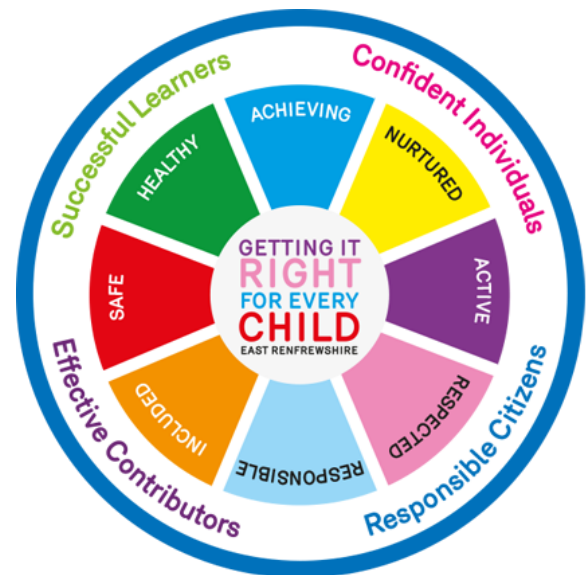 Successful Learners
Confident Individuals
Responsible Citizens
Effective Contributors
ACHIEVING
NURTURED
ACTIVE
RESPECTED
RESPONSIBLE
INCLUDED
SAFE
HEALTHY
GETTING IT
RIGHT
FOR EVERY
CHILD
EAST RENFREWSHIRE